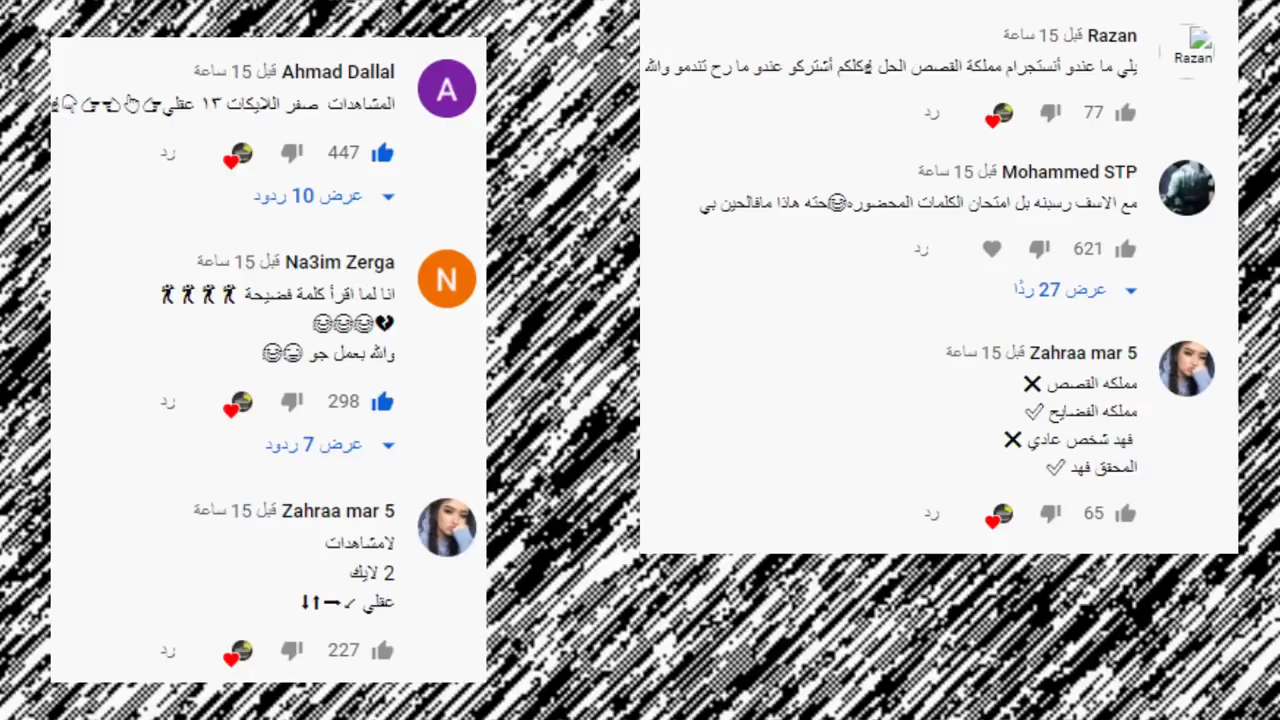 Ahmad Dallal قبل 15 ساعة
المشاهدات صفر اللايكات ١٣ عقلي👉👈👆👉👇
447
رد
عرض 10 ردود
Na3im Zerga قبل 15 ساعة
انا لما اقرأ كلمة فضيحة 💃💃💃💃
💔😂😂😂
والله بعمل جو 😂😂
298
رد
عرض 7 ردود
Zahraa mar 5 قبل 15 ساعة
لامشاهدات
2 لايك
عقلي ↙➡⬆⬇
227
رد
Razan قبل 15 ساعة
Razan
يلي ما عندو أنستجرام مملكة القصص الحل كلكم أشتركو عندو ما رح تندمو والله
77
رد
Mohammed STP قبل 15 ساعة
مع الاسف رسبنه بل امتحان الكلمات المحضوره😂حته هاذا مافالحين بي
621
رد
عرض 27 ردًا
Zahraa mar 5 قبل 15 ساعة
مملكه القصص ❌
مملكه الفضايح ✅
فهد شخص عادي ❌
المحقق فهد ✅
65
رد